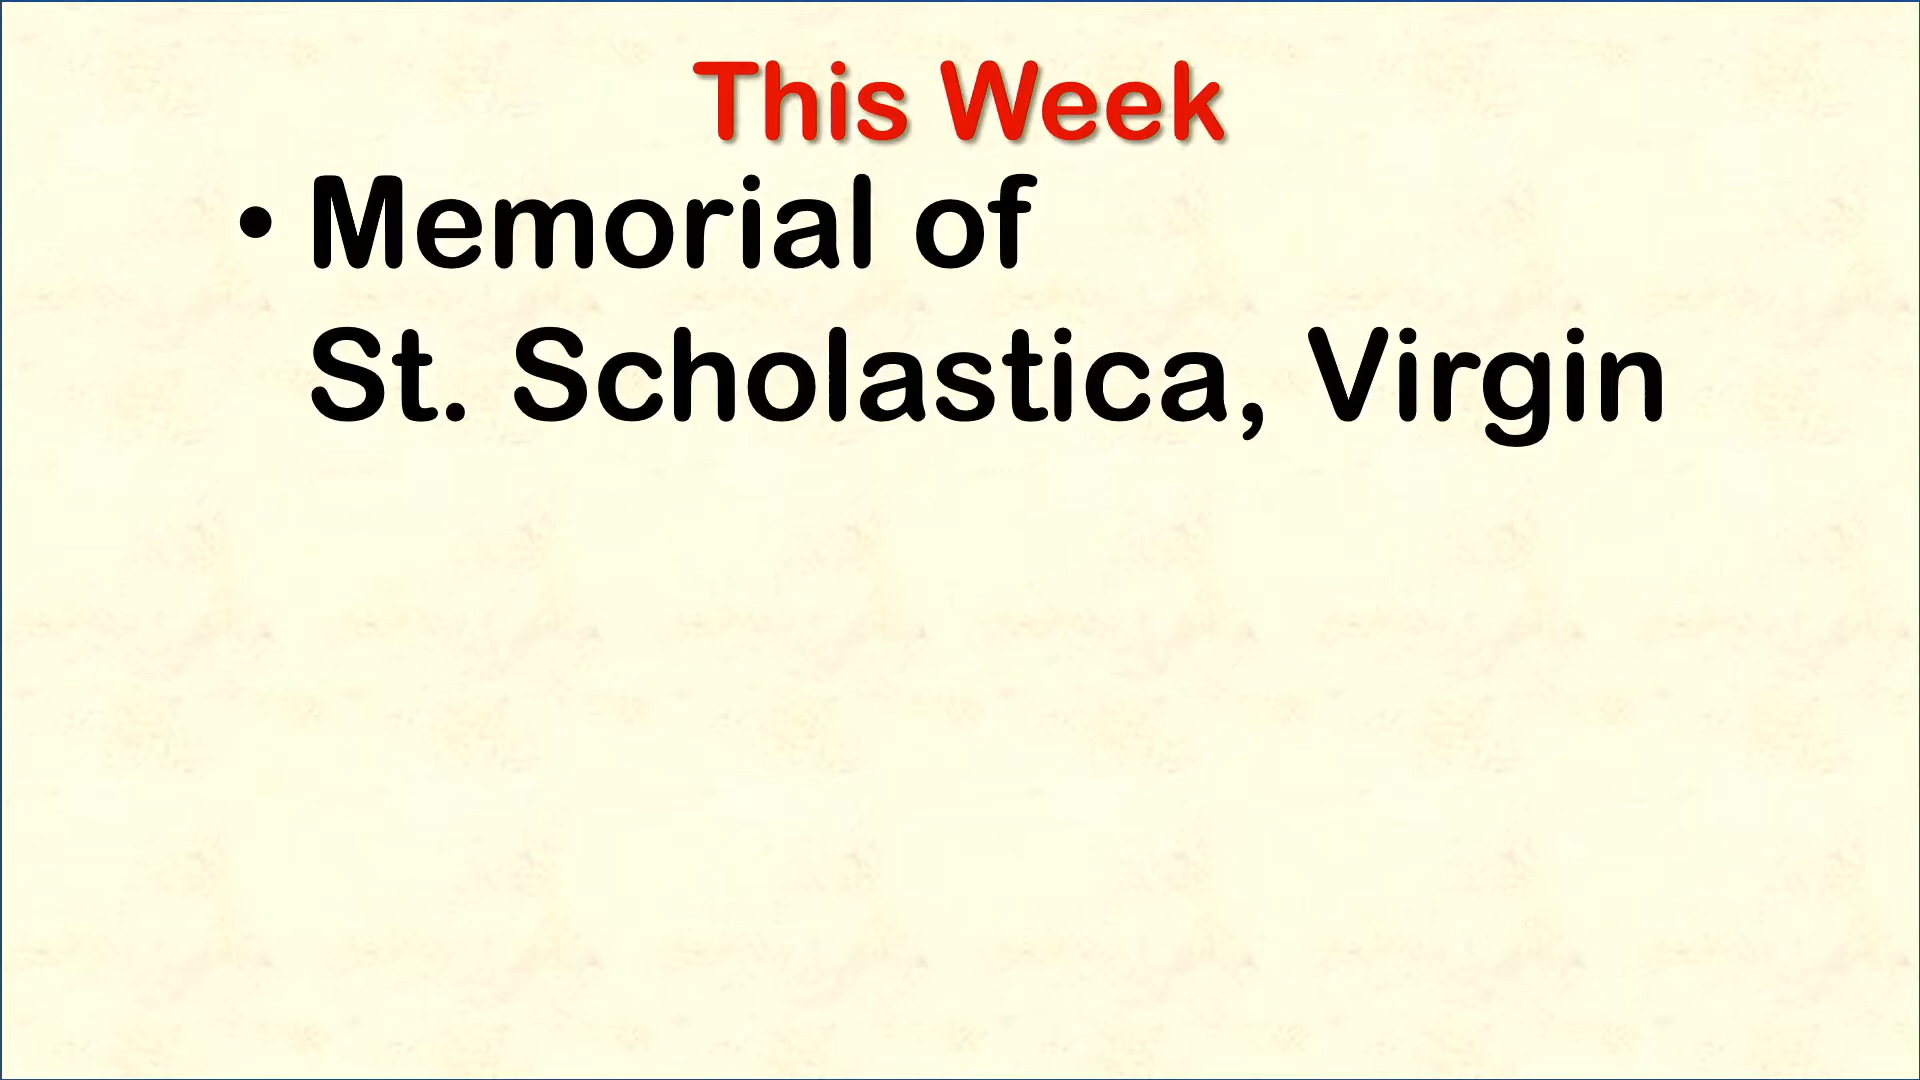 This Week
• Memorial of
St. Scholastica, Virgin